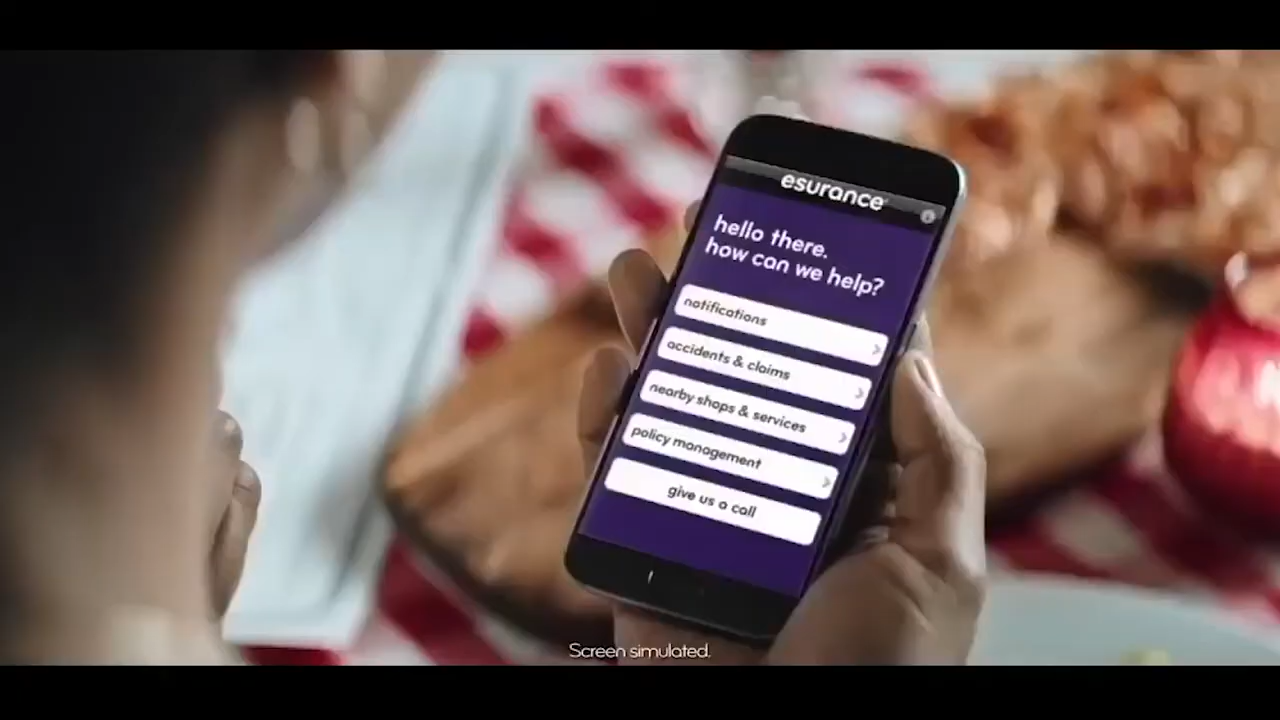 esurance
hello there.
how can we help?
notifications
accidents & claims
nearby shops & services
policy management
give us a call
Screen simulated.